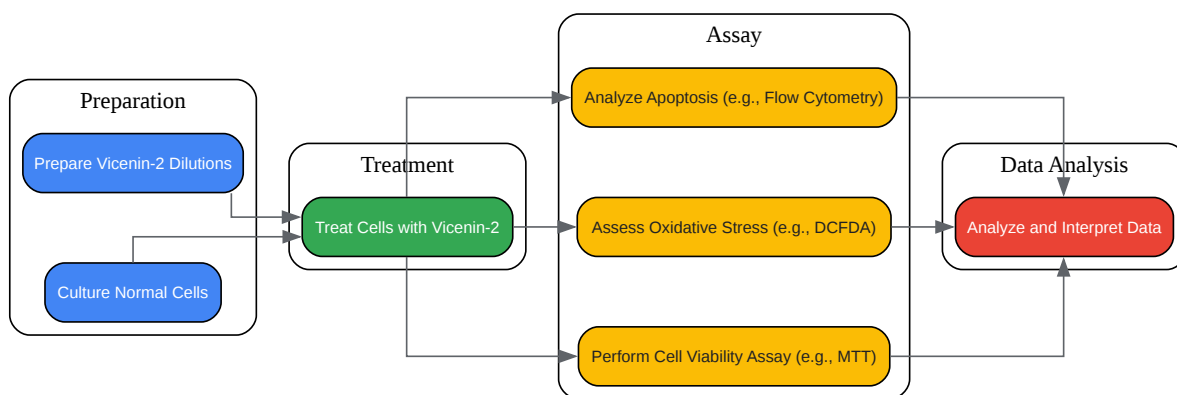 Preparation
Prepare Vicenin-2 Dilutions
Culture Normal Cells
Treatment
Treat Cells with Vicenin-2
Assay
Analyze Apoptosis (e.g., Flow Cytometry)
Assess Oxidative Stress (e.g., DCFDA)
Perform Cell Viability Assay (e.g., MTT)
Data Analysis
Analyze and Interpret Data